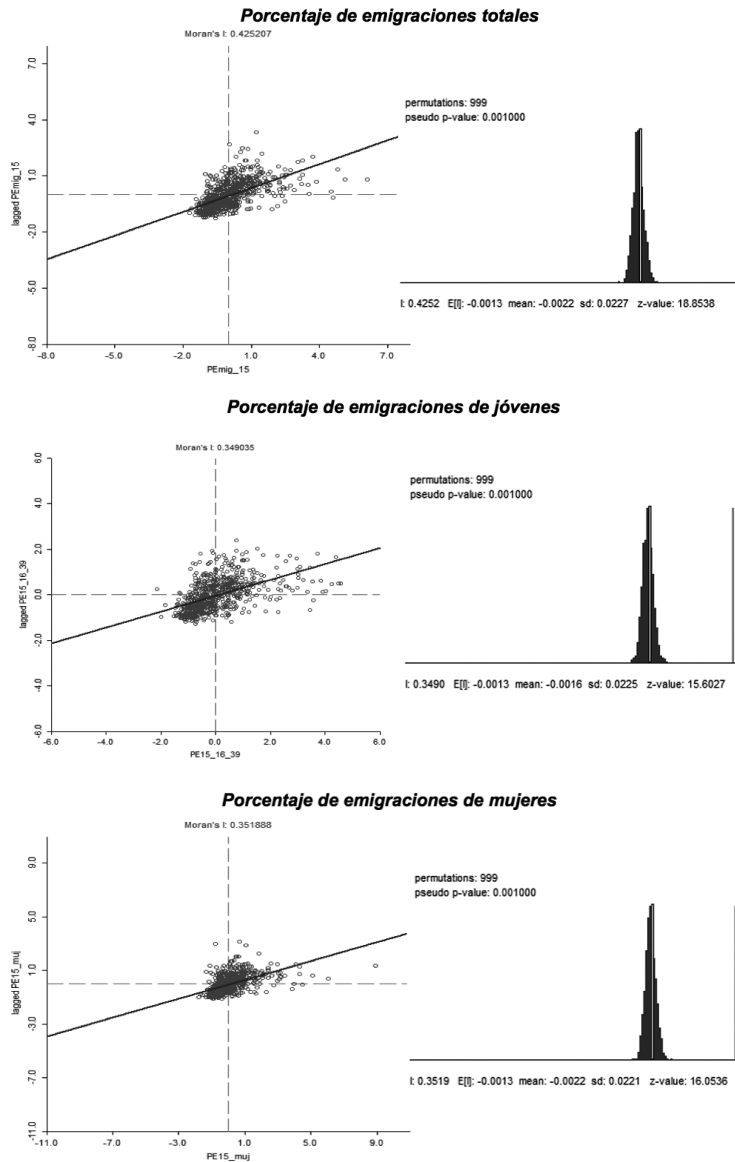 Porcentaje de emigraciones totales
Moran's I: 0.425207
7.0
4.0
1.0
-2.0
-5.0
-8.0
lagged PEmig_15
-8.0 -5.0 -2.0 1.0 4.0 7.0
PEmig_15
permutations: 999
pseudo p-value: 0.001000
I: 0.4252 E[I]: -0.0013 mean: -0.0022 sd: 0.0227 z-value: 18.8538
Porcentaje de emigraciones de jóvenes
Moran's I: 0.349035
6.0
4.0
2.0
0.0
-2.0
-4.0
-6.0
lagged PE15_16_39
-6.0 -4.0 -2.0 0.0 2.0 4.0 6.0
PE15_16_39
permutations: 999
pseudo p-value: 0.001000
I: 0.3490 E[I]: -0.0013 mean: -0.0016 sd: 0.0225 z-value: 15.6027
Porcentaje de emigraciones de mujeres
Moran's I: 0.351888
9.0
5.0
1.0
-3.0
-7.0
-11.0
lagged PE15_muj
-11.0 -7.0 -3.0 1.0 5.0 9.0
PE15_muj
permutations: 999
pseudo p-value: 0.001000
I: 0.3519 E[I]: -0.0013 mean: -0.0022 sd: 0.0221 z-value: 16.0536